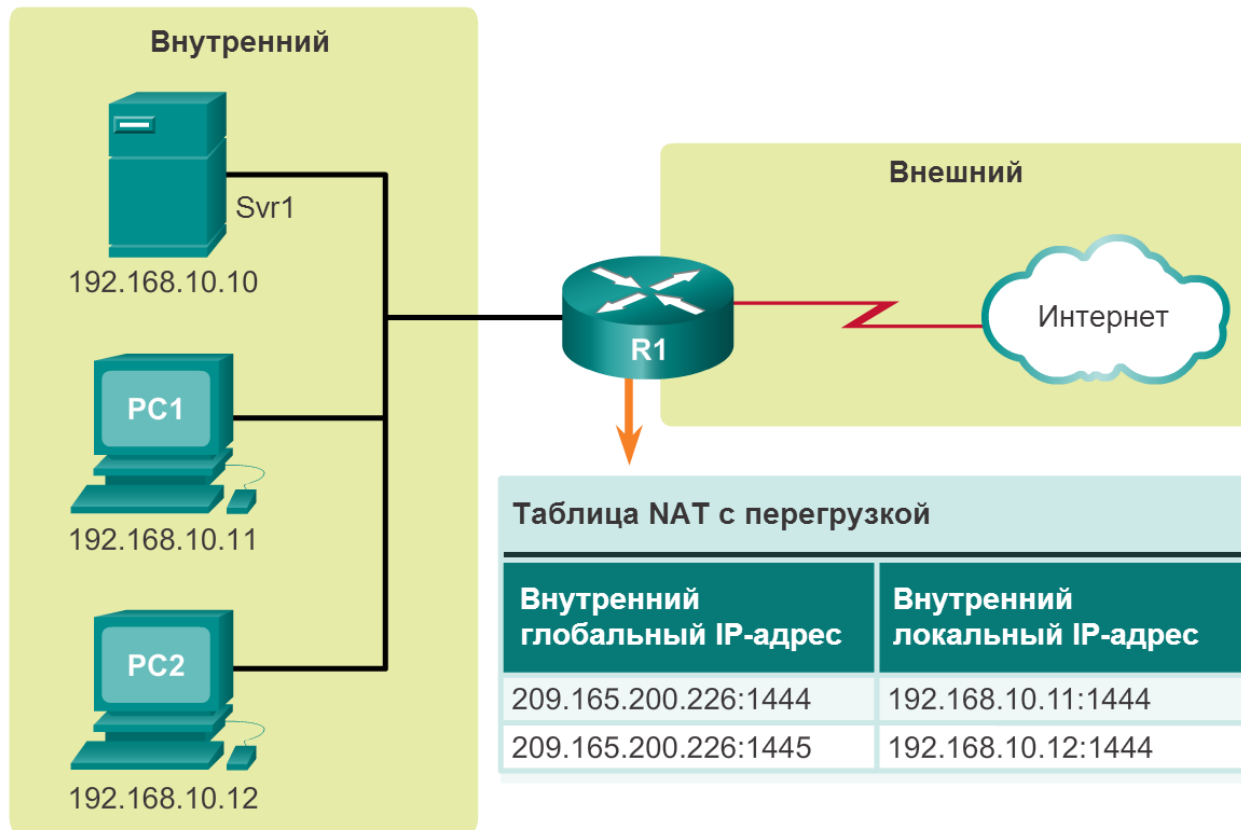 Внутренний
Svr1
192.168.10.10
PC1
192.168.10.11
PC2
192.168.10.12
Внешний
Интернет
R1
Таблица NAT с перегрузкой
Внутренний глобальный IP-адрес
Внутренний локальный IP-адрес
209.165.200.226:1444 192.168.10.11:1444
209.165.200.226:1445 192.168.10.12:1444